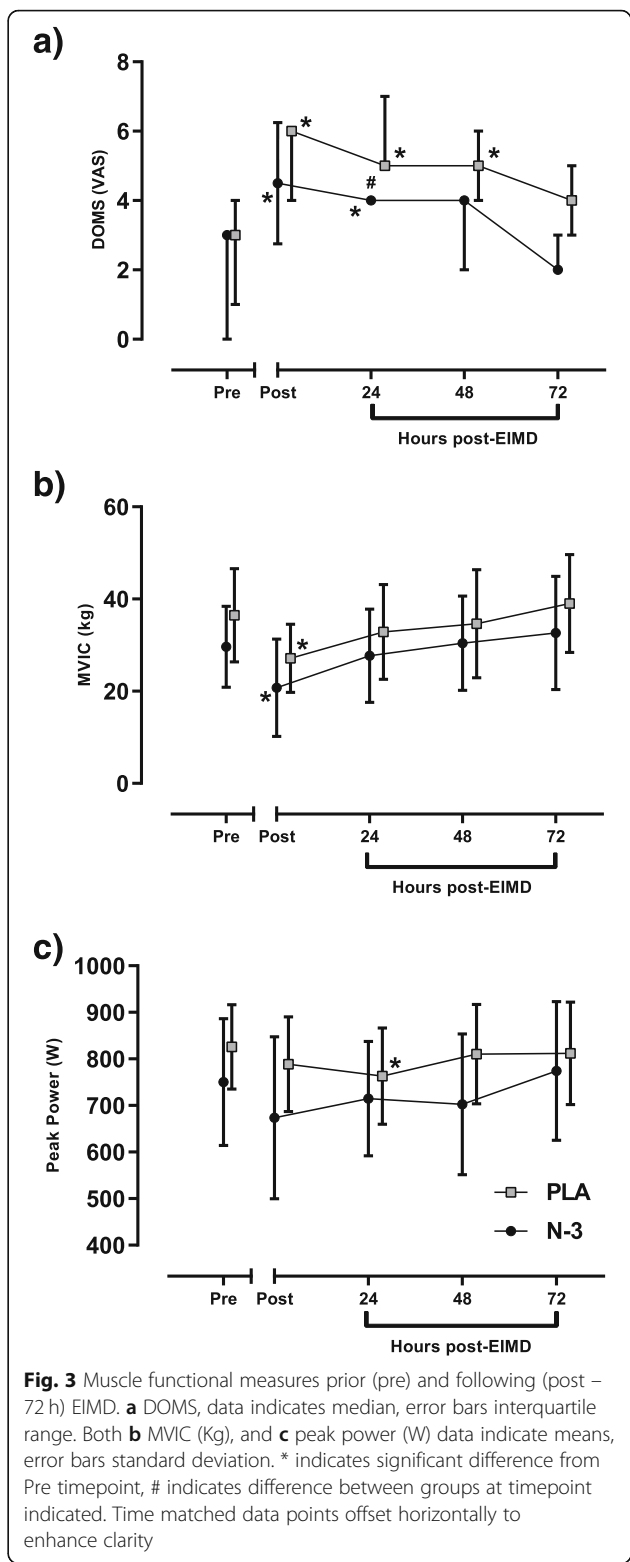 a)
8
6
4
2
0
DOMS (VAS)
*
*
*
*
*
#
Pre Post 24 48 72
Hours post-EIMD
b)
60
40
20
0
MVIC (kg)
*
*
Pre Post 24 48 72
Hours post-EIMD
c)
1000
900
800
700
600
500
400
Peak Power (W)
*
PLA
N-3
Pre Post 24 48 72
Hours post-EIMD
Fig. 3 Muscle functional measures prior (pre) and following (post –
72 h) EIMD. a DOMS, data indicates median, error bars interquartile
range. Both b MVIC (Kg), and c peak power (W) data indicate means,
error bars standard deviation. * indicates significant difference from
Pre timepoint, # indicates difference between groups at timepoint
indicated. Time matched data points offset horizontally to
enhance clarity